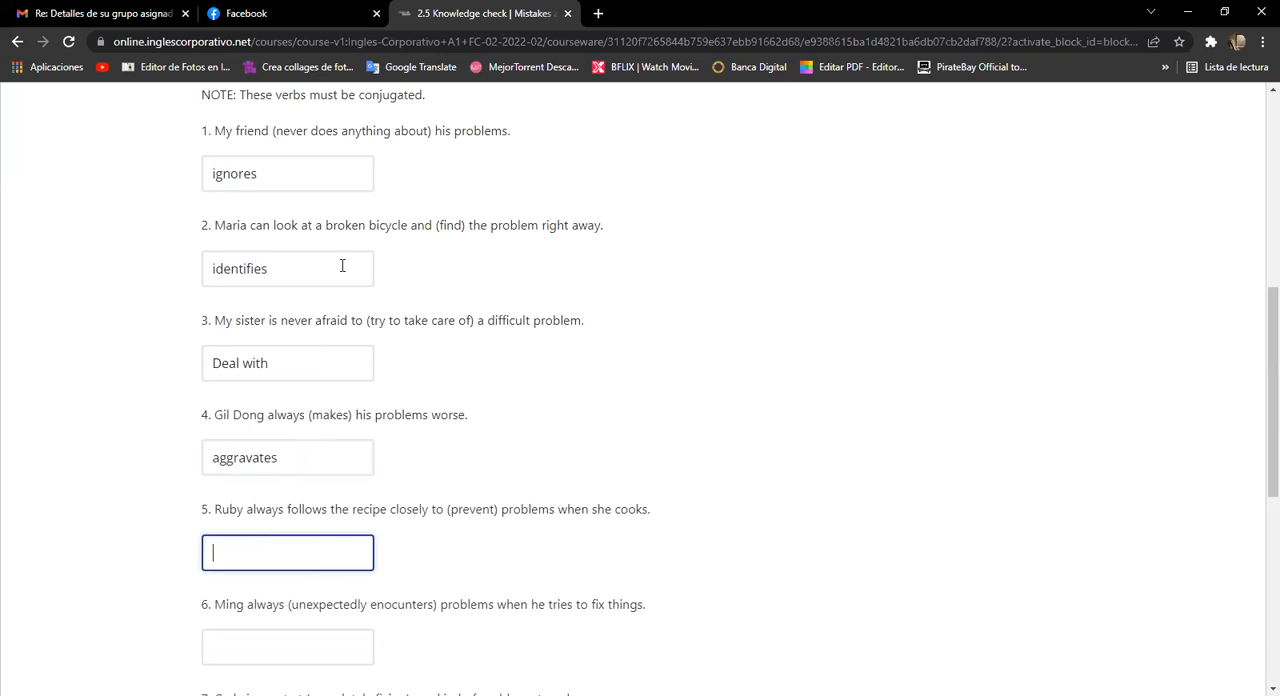 Re: Detalles de su grupo asignad
Facebook
2.5 Knowledge check | Mistakes
online.inglescorporativo.net/courses/course-v1:Ingles-Corporativo+A1+FC-02-2022-02/courseware/31120f7265844b759e637ebb91662d68/e9388615ba1d4821ba6db07cb2daf788/2?activate_block_id=block...
Aplicaciones
Editor de Fotos en l...
Crea collages de fot...
Google Translate
MejorTorrent Desca...
BFLIX | Watch Movi...
Banca Digital
Editar PDF - Editor...
PirateBay Official to...
»
Lista de lectura
NOTE: These verbs must be conjugated.
1. My friend (never does anything about) his problems.
ignores
2. Maria can look at a broken bicycle and (find) the problem right away.
identifies
3. My sister is never afraid to (try to take care of) a difficult problem.
Deal with
4. Gil Dong always (makes) his problems worse.
aggravates
5. Ruby always follows the recipe closely to (prevent) problems when she cooks.
6. Ming always (unexpectedly enocunters) problems when he tries to fix things.